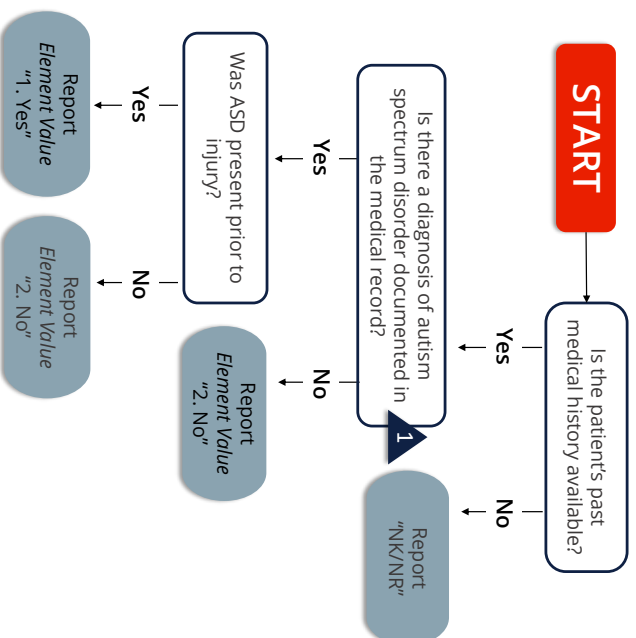 START
Is the patient's past
medical history available?
Yes
No
Is there a diagnosis of autism
spectrum disorder documented in
the medical record?
1
Report
"NK/NR"
Yes
No
Was ASD present prior to
injury?
Report
Element Value
"2. No"
Yes
No
Report
Element Value
"1. Yes"
Report
Element Value
"2. No"